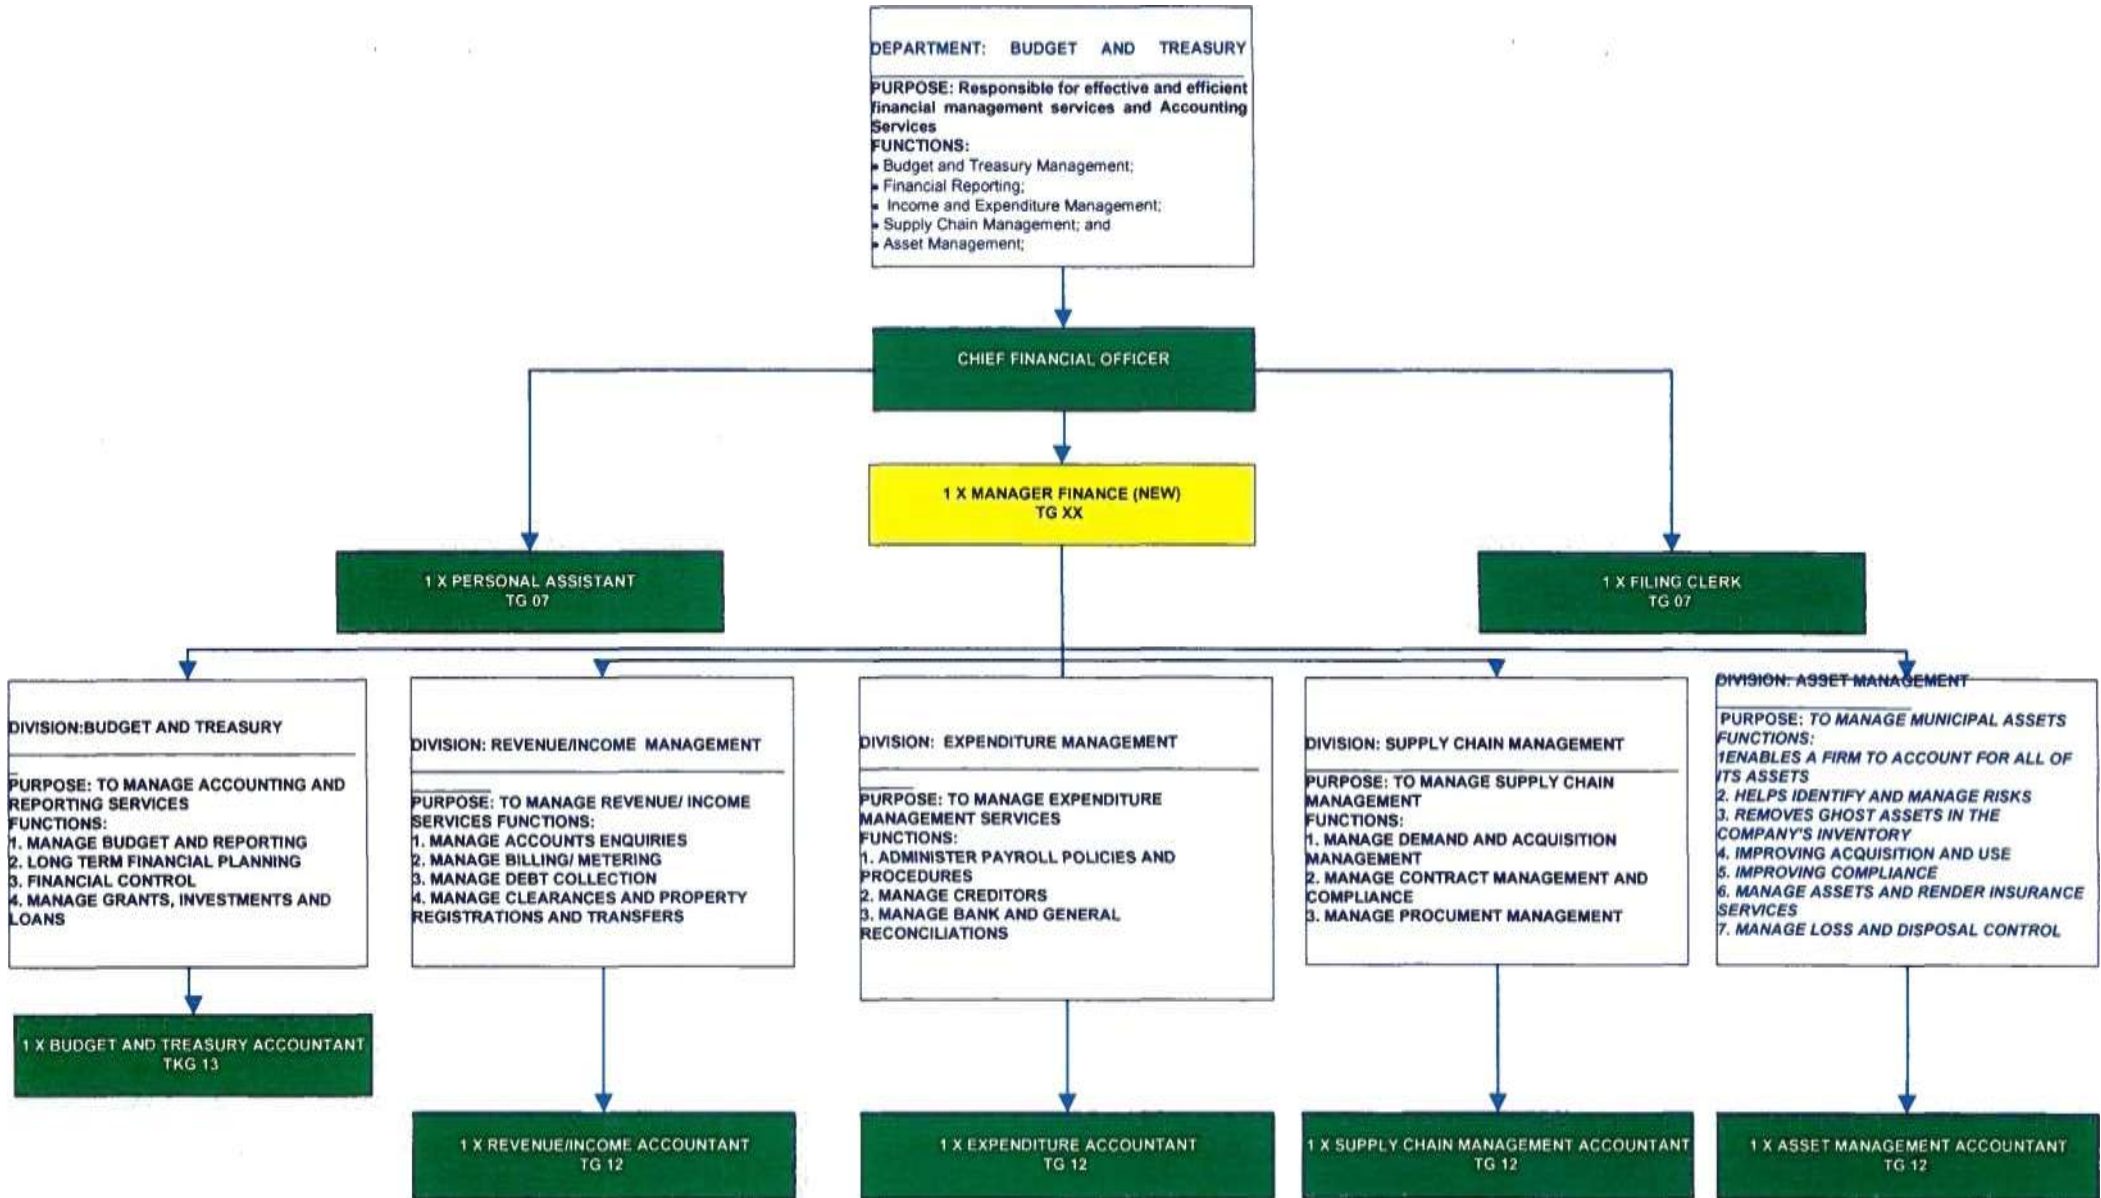 DEPARTMENT: BUDGET AND TREASURY
PURPOSE: Responsible for effective and efficient
financial management services and Accounting
Services
FUNCTIONS:
• Budget and Treasury Management;
• Financial Reporting;
• Income and Expenditure Management;
• Supply Chain Management; and
• Asset Management;
CHIEF FINANCIAL OFFICER
1 X MANAGER FINANCE (NEW)
TG XX
1 X PERSONAL ASSISTANT
TG 07
1 X FILING CLERK
TG 07
DIVISION:BUDGET AND TREASURY
PURPOSE: TO MANAGE ACCOUNTING AND
REPORTING SERVICES
FUNCTIONS:
1. MANAGE BUDGET AND REPORTING
2. LONG TERM FINANCIAL PLANNING
3. FINANCIAL CONTROL
4. MANAGE GRANTS, INVESTMENTS AND
LOANS
DIVISION: REVENUE/INCOME MANAGEMENT
PURPOSE: TO MANAGE REVENUE/ INCOME
SERVICES FUNCTIONS:
1. MANAGE ACCOUNTS ENQUIRIES
2. MANAGE BILLING/ METERING
3. MANAGE DEBT COLLECTION
4. MANAGE CLEARANCES AND PROPERTY
REGISTRATIONS AND TRANSFERS
DIVISION: EXPENDITURE MANAGEMENT
PURPOSE: TO MANAGE EXPENDITURE
MANAGEMENT SERVICES
FUNCTIONS:
1. ADMINISTER PAYROLL POLICIES AND
PROCEDURES
2. MANAGE CREDITORS
3. MANAGE BANK AND GENERAL
RECONCILIATIONS
DIVISION: SUPPLY CHAIN MANAGEMENT
PURPOSE: TO MANAGE SUPPLY CHAIN
MANAGEMENT
FUNCTIONS:
1. MANAGE DEMAND AND ACQUISITION
MANAGEMENT
2. MANAGE CONTRACT MANAGEMENT AND
COMPLIANCE
3. MANAGE PROCUMENT MANAGEMENT
DIVISION: ASSET MANAGEMENT
PURPOSE: TO MANAGE MUNICIPAL ASSETS
FUNCTIONS:
1ENABLES A FIRM TO ACCOUNT FOR ALL OF
ITS ASSETS
2. HELPS IDENTIFY AND MANAGE RISKS
3. REMOVES GHOST ASSETS IN THE
COMPANY'S INVENTORY
4. IMPROVING ACQUISITION AND USE
5. IMPROVING COMPLIANCE
6. MANAGE ASSETS AND RENDER INSURANCE
SERVICES
7. MANAGE LOSS AND DISPOSAL CONTROL
1 X BUDGET AND TREASURY ACCOUNTANT
TKG 13
1 X REVENUE/INCOME ACCOUNTANT
TG 12
1 X EXPENDITURE ACCOUNTANT
TG 12
1 X SUPPLY CHAIN MANAGEMENT ACCOUNTANT
TG 12
1 X ASSET MANAGEMENT ACCOUNTANT
TG 12